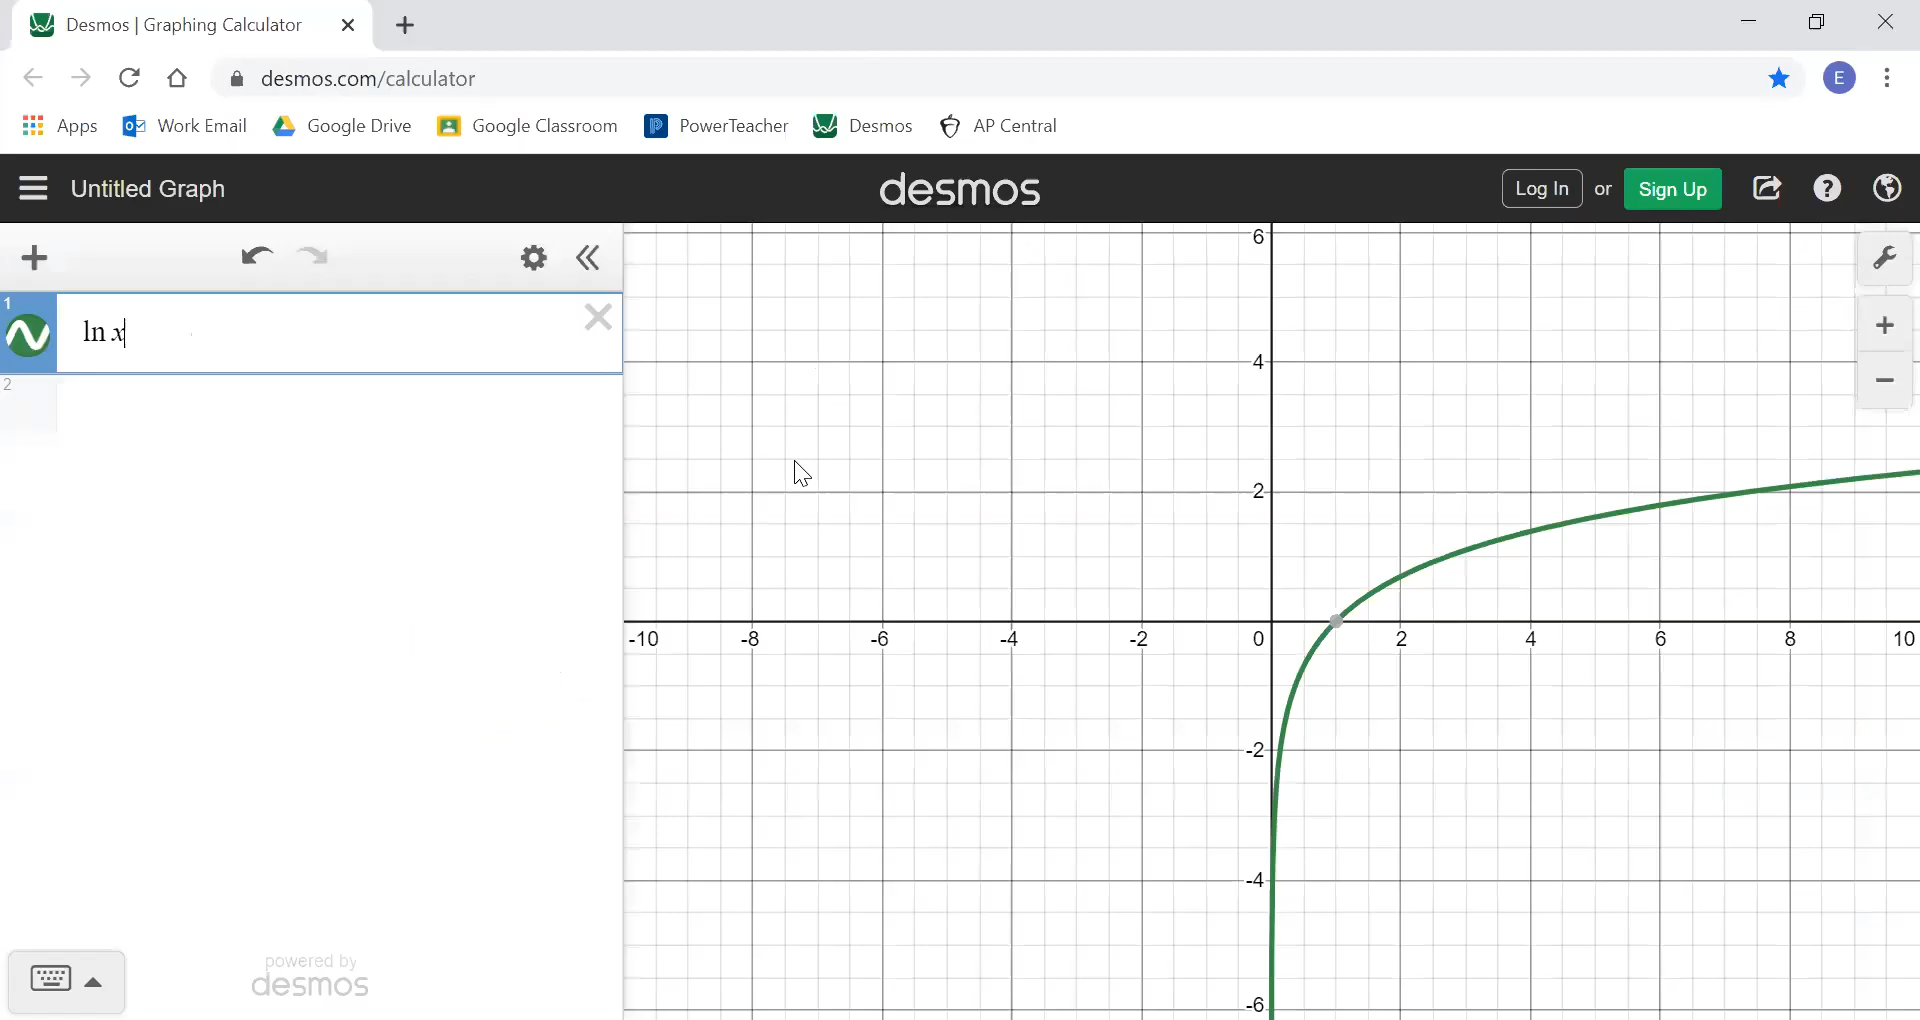 Desmos | Graphing Calculator
desmos.com/calculator
E
Apps Work Email Google Drive Google Classroom PowerTeacher Desmos AP Central
Untitled Graph desmos Log In or Sign Up
1
ln x
2
6
4
2
-10 -8 -6 -4 -2 0 2 4 6 8 10
-2
-4
-6
powered by
desmos